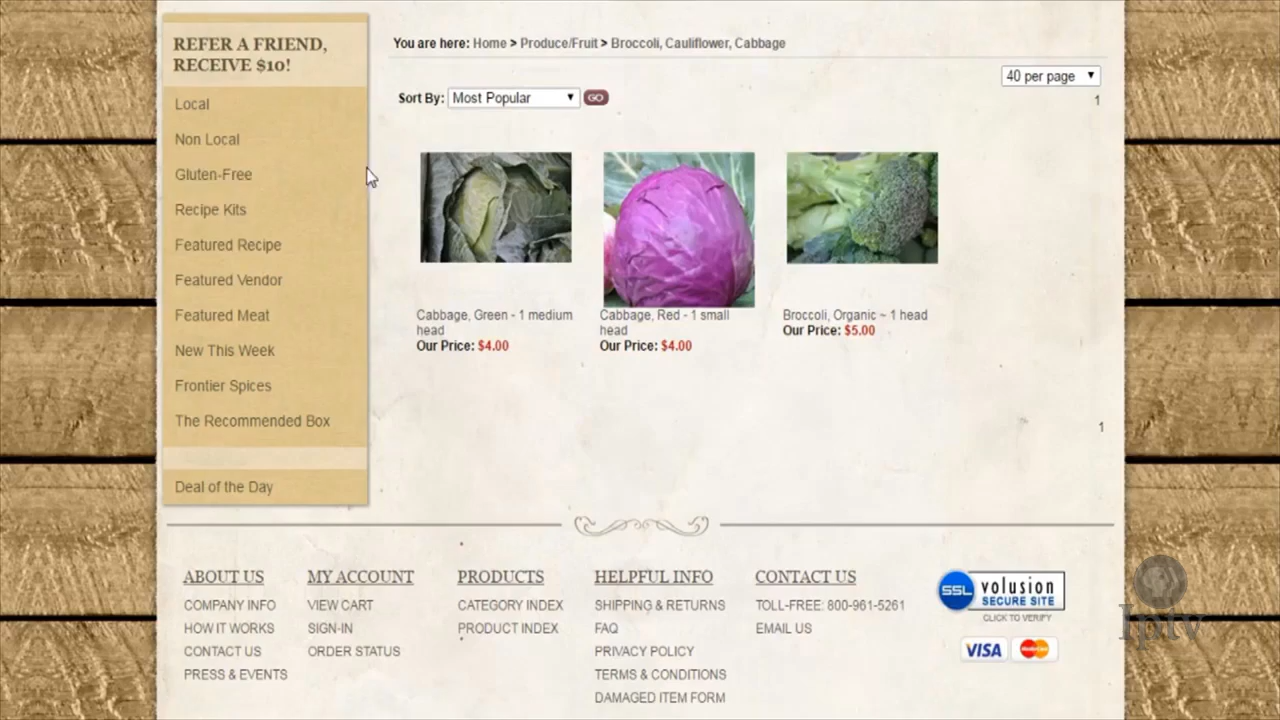 REFER A FRIEND,
RECEIVE $10!
Local
Non Local
Gluten-Free
Recipe Kits
Featured Recipe
Featured Vendor
Featured Meat
New This Week
Frontier Spices
The Recommended Box
Deal of the Day
You are here: Home > Produce/Fruit > Broccoli, Cauliflower, Cabbage
40 per page
Sort By: Most Popular GO
1
Cabbage, Green - 1 medium
head
Our Price: $4.00
Cabbage, Red - 1 small
head
Our Price: $4.00
Broccoli, Organic ~ 1 head
Our Price: $5.00
1
ABOUT US
COMPANY INFO
HOW IT WORKS
CONTACT US
PRESS & EVENTS
MY ACCOUNT
VIEW CART
SIGN-IN
ORDER STATUS
PRODUCTS
CATEGORY INDEX
PRODUCT INDEX
HELPFUL INFO
SHIPPING & RETURNS
FAQ
PRIVACY POLICY
TERMS & CONDITIONS
DAMAGED ITEM FORM
CONTACT US
TOLL-FREE: 800-961-5261
EMAIL US
SSL volusion
SECURE SITE
CLICK TO VERIFY
VISA MasterCard
Iptv